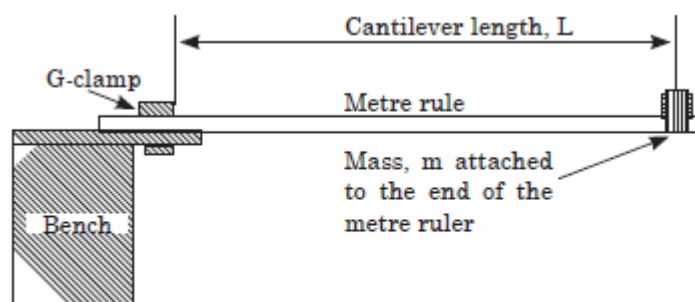 Cantilever length, L
G-clamp
Metre rule
Mass, m attached
to the end of the
metre ruler
Bench